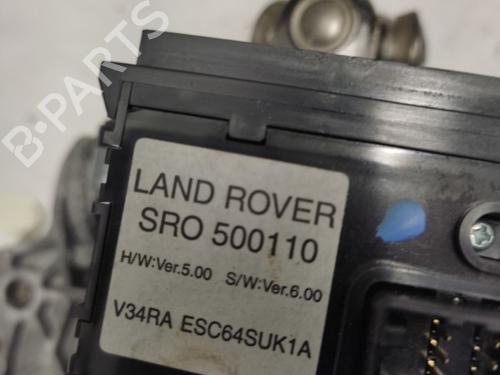 B-PARTS
LAND ROVER
SRO 500110
H/W:Ver.5.00 S/W:Ver.6.00
V34RA ESC64SUK1A